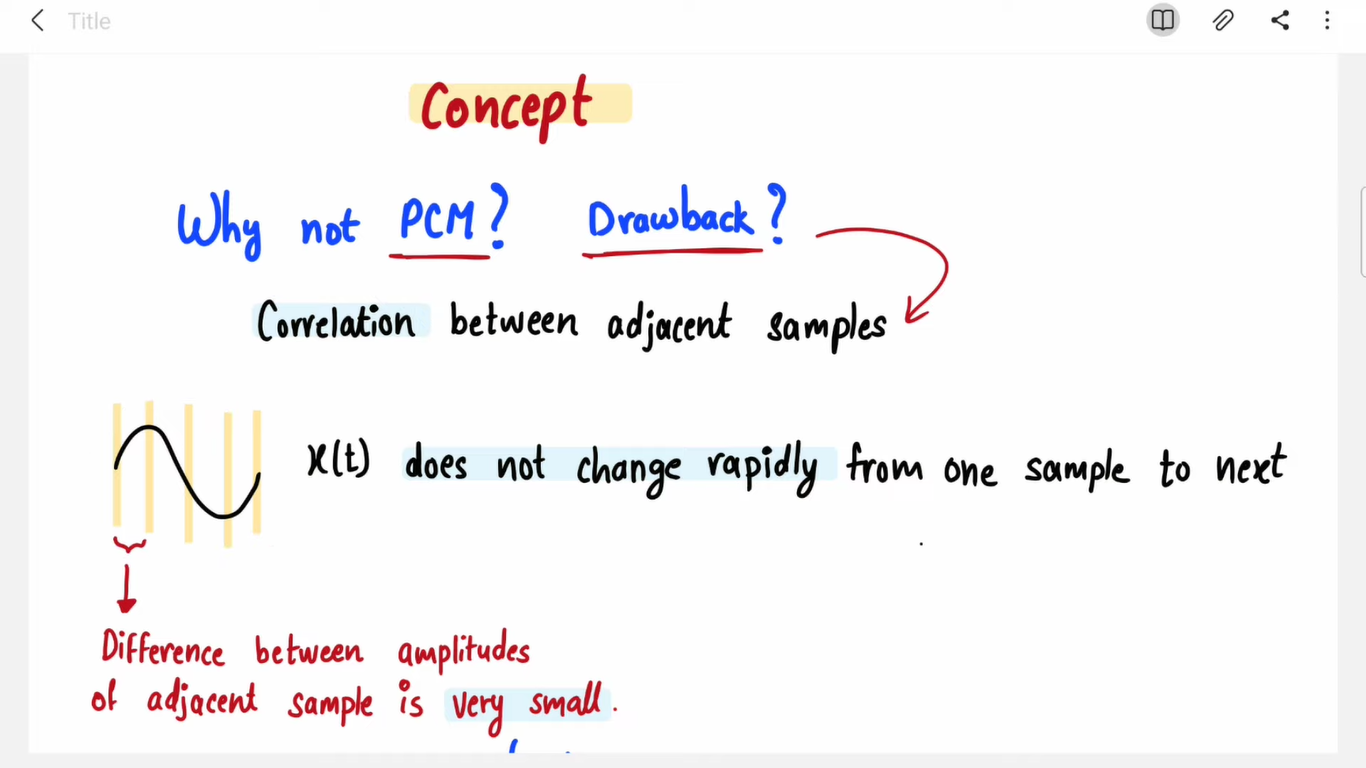 Title
Concept
Why not PCM? Drawback?
Correlation between adjacent samples
x(t) does not change rapidly from one sample to next
Difference between amplitudes
of adjacent sample is very small.